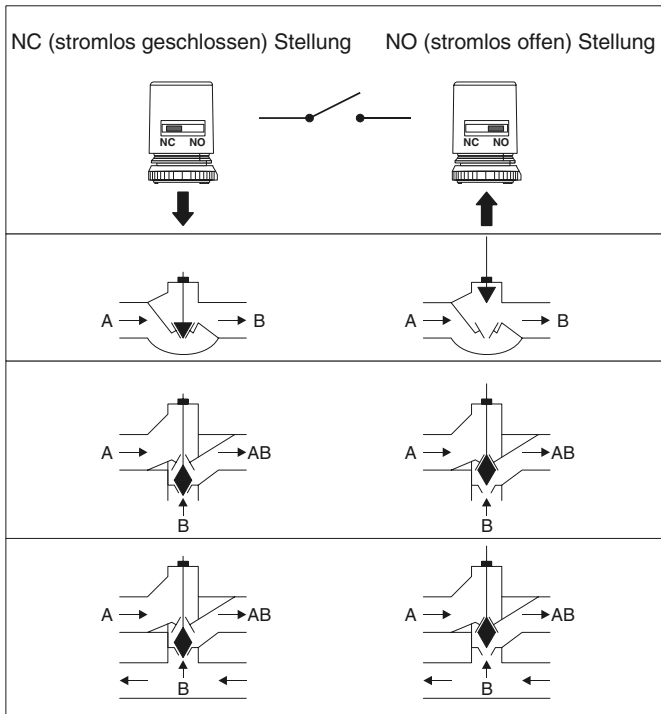 NC (stromlos geschlossen) Stellung NO (stromlos offen) Stellung
NC NO NC NO
A B A B
A AB A AB
B B
A AB A AB
B B